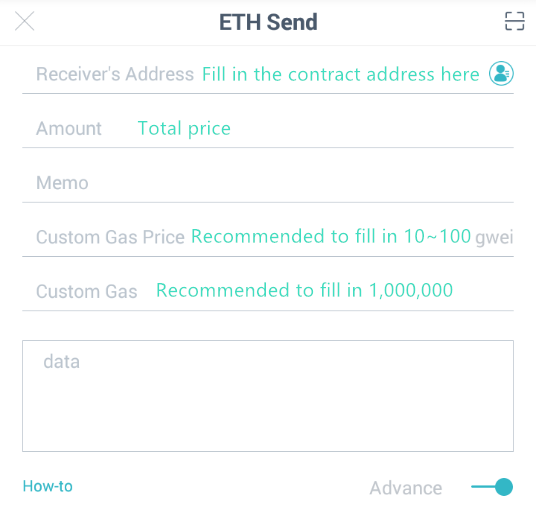 ETH Send
Receiver's Address Fill in the contract address here
Amount Total price
Memo
Custom Gas Price Recommended to fill in 10~100 gwei
Custom Gas Recommended to fill in 1,000,000
data
How-to Advance